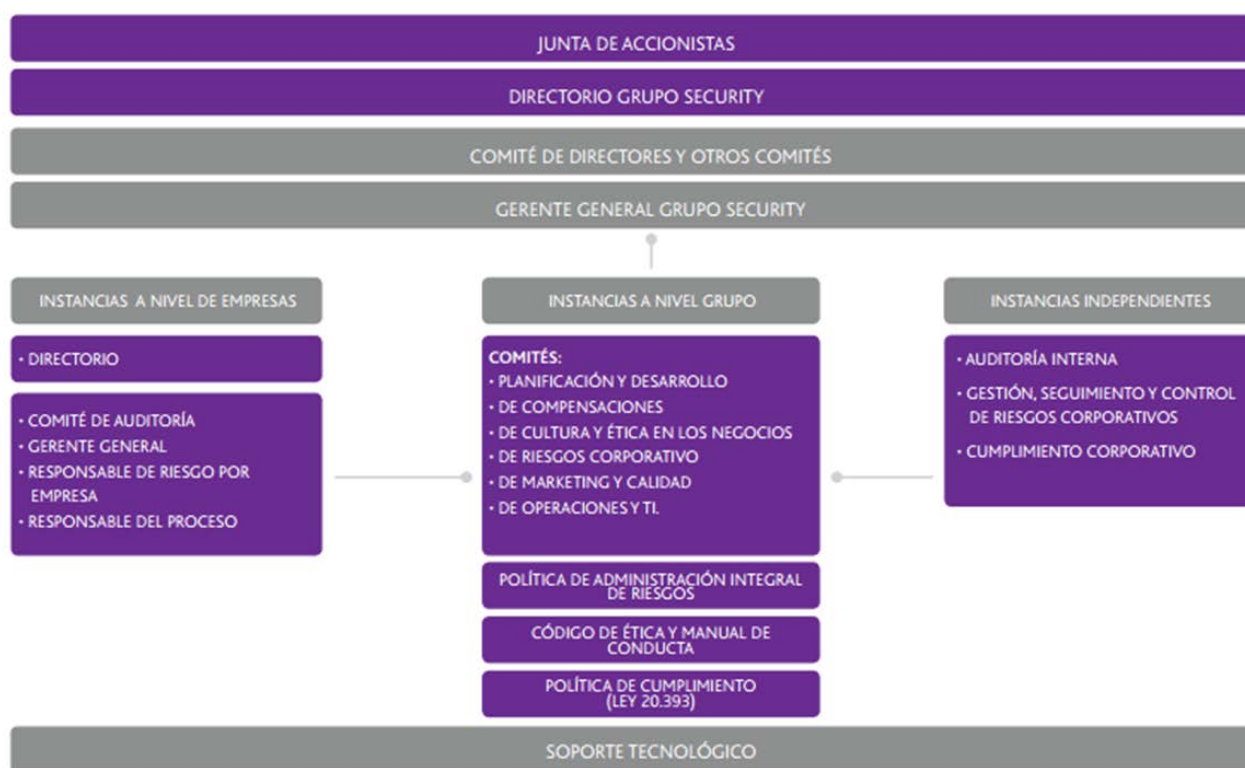 JUNTA DE ACCIONISTAS
DIRECTORIO GRUPO SECURITY
COMITÉ DE DIRECTORES Y OTROS COMITÉS
GERENTE GENERAL GRUPO SECURITY
INSTANCIAS A NIVEL DE EMPRESAS
• DIRECTORIO
• COMITÉ DE AUDITORÍA
• GERENTE GENERAL
• RESPONSABLE DE RIESGO POR
EMPRESA
• RESPONSABLE DEL PROCESO
INSTANCIAS A NIVEL GRUPO
COMITÉS:
• PLANIFICACIÓN Y DESARROLLO
• DE COMPENSACIONES
• DE CULTURA Y ÉTICA EN LOS NEGOCIOS
• DE RIESGOS CORPORATIVO
• DE MARKETING Y CALIDAD
• DE OPERACIONES Y TI.
POLÍTICA DE ADMINISTRACIÓN INTEGRAL
DE RIESGOS
CÓDIGO DE ÉTICA Y MANUAL DE
CONDUCTA
POLÍTICA DE CUMPLIMIENTO
(LEY 20.393)
INSTANCIAS INDEPENDIENTES
• AUDITORÍA INTERNA
• GESTIÓN, SEGUIMIENTO Y CONTROL
DE RIESGOS CORPORATIVOS
• CUMPLIMIENTO CORPORATIVO
SOPORTE TECNOLÓGICO